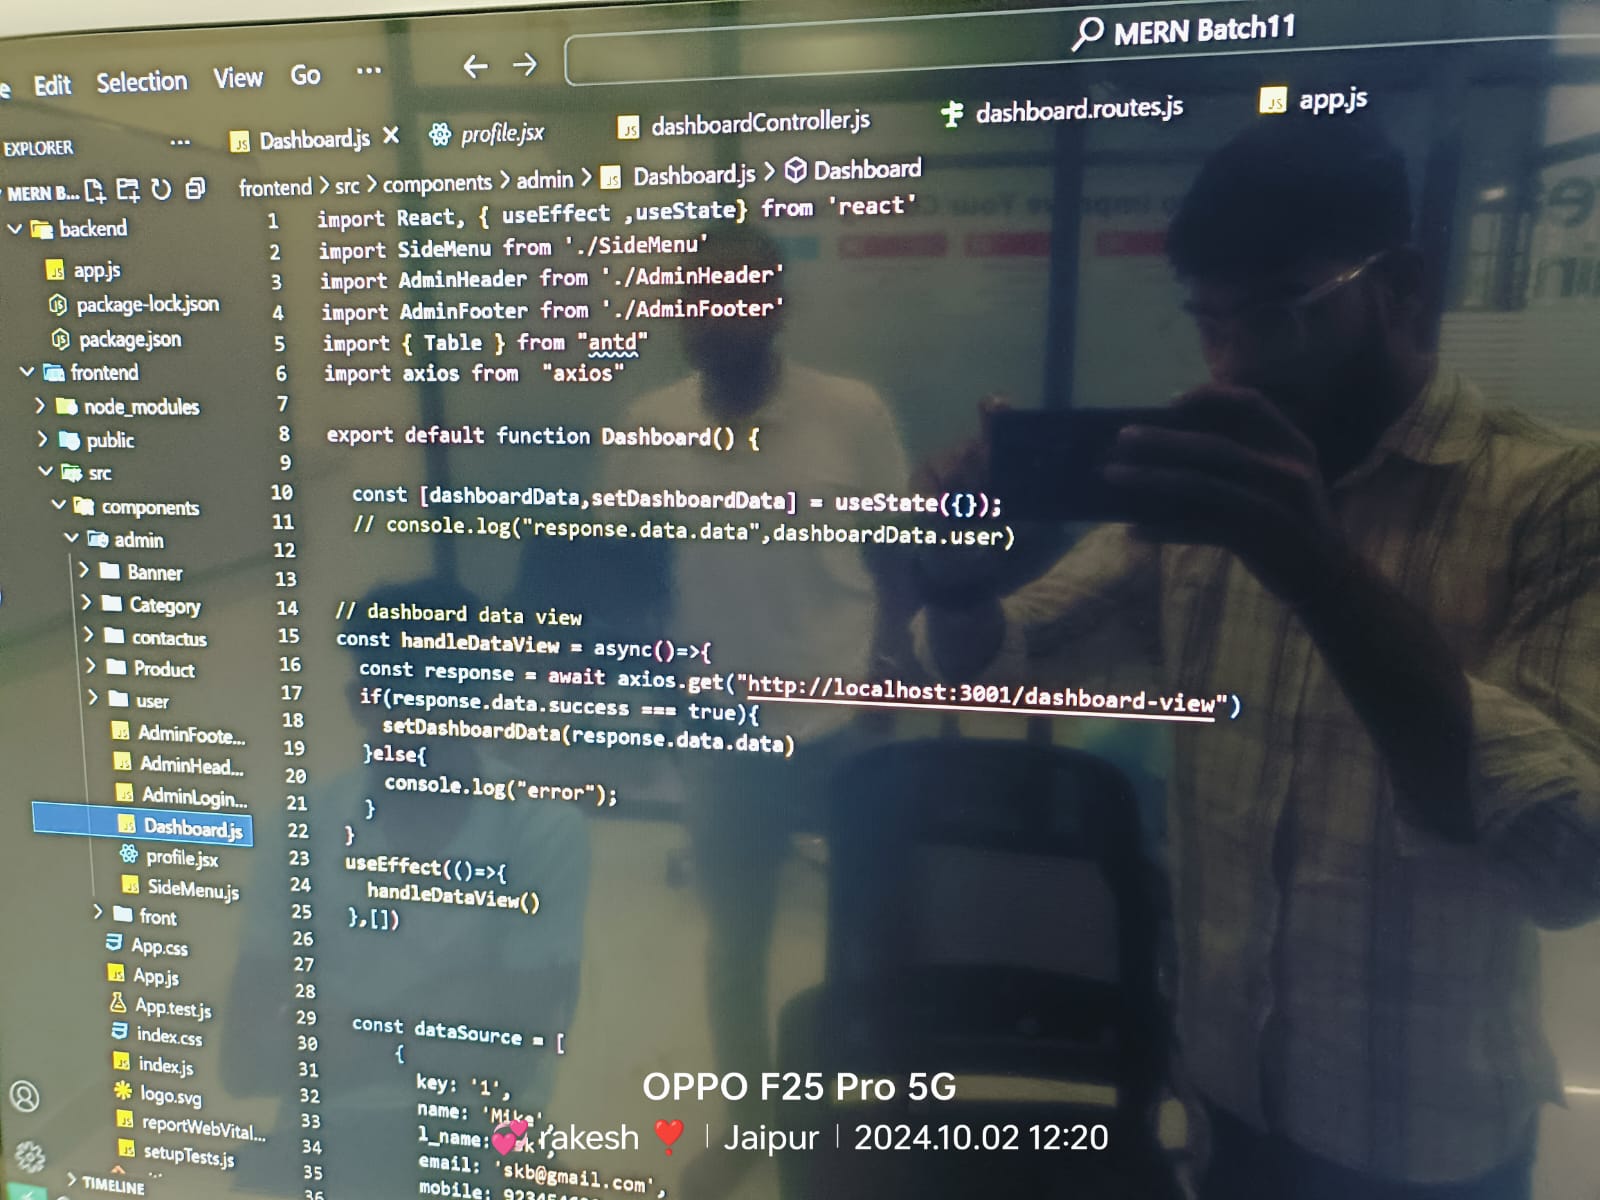 Edit Selection View Go ...
MERN Batch11
EXPLORER ...
Dashboard.js profile.jsx dashboardController.js dashboard.routes.js app.js
MERN B...
frontend > src > components > admin > Dashboard.js > Dashboard
backend
app.js
package-lock.json
package.json
frontend
node_modules
public
src
components
admin
Banner
Category
contactus
Product
user
AdminFoote...
AdminHead...
AdminLogin...
Dashboard.js
profile.jsx
SideMenu.js
front
App.css
App.js
App.test.js
index.css
index.js
logo.svg
reportWebVital...
setupTests.js
TIMELINE
1 import React, { useEffect ,useState} from 'react'
2 import SideMenu from './SideMenu'
3 import AdminHeader from './AdminHeader'
4 import AdminFooter from './AdminFooter'
5 import { Table } from "antd"
6 import axios from "axios"
7
8 export default function Dashboard() {
9
10 const [dashboardData,setDashboardData] = useState({});
11 // console.log("response.data.data",dashboardData.user)
12
13
14 // dashboard data view
15 const handleDataView = async()=>{
16 const response = await axios.get("http://localhost:3001/dashboard-view")
17 if(response.data.success === true){
18 setDashboardData(response.data.data)
19 }else{
20 console.log("error");
21 }
22 }
23 useEffect(()=>{
24 handleDataView()
25 },[])
26
27
28
29 const dataSource = [
30 {
31 key: '1',
32 name: 'Mike',
33 l_name:
34 email: 'skb@gmail.com',
35 mobile:
36
OPPO F25 Pro 5G
💞 rakesh ❣️ | Jaipur | 2024.10.02 12:20